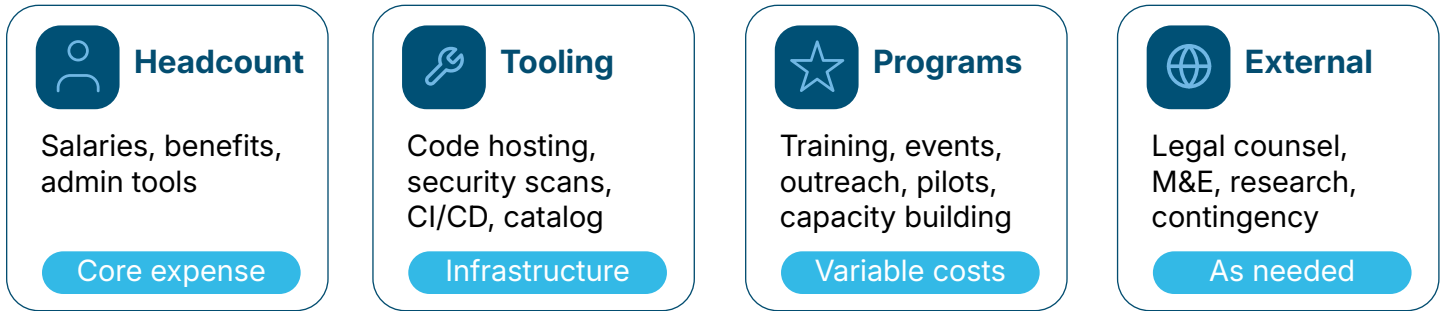 Headcount
Salaries, benefits,
admin tools
Core expense
Tooling
Code hosting,
security scans,
CI/CD, catalog
Infrastructure
Programs
Training, events,
outreach, pilots,
capacity building
Variable costs
External
Legal counsel,
M&E, research,
contingency
As needed